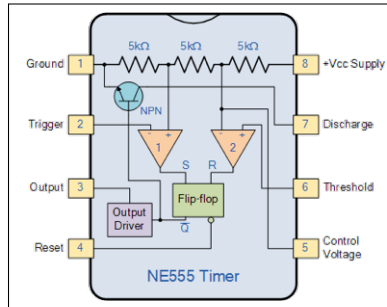 5kΩ 5kΩ 5kΩ
Ground 1
8 +Vcc Supply
NPN
Trigger 2
- +
- +
7 Discharge
1
2
Output 3
S R
6 Threshold
Flip-flop
Output
Driver
Q
Reset 4
5 Control
Voltage
NE555 Timer